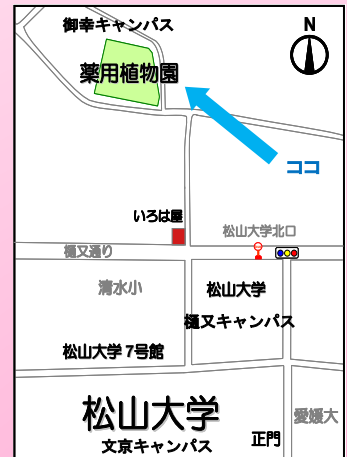 御幸キャンパス
N
薬用植物園
ココ
いろは屋
松山大学北口
樋又通り
清水小
松山大学
樋又キャンパス
松山大学7号館
松山大学
愛媛大
文京キャンパス
正門